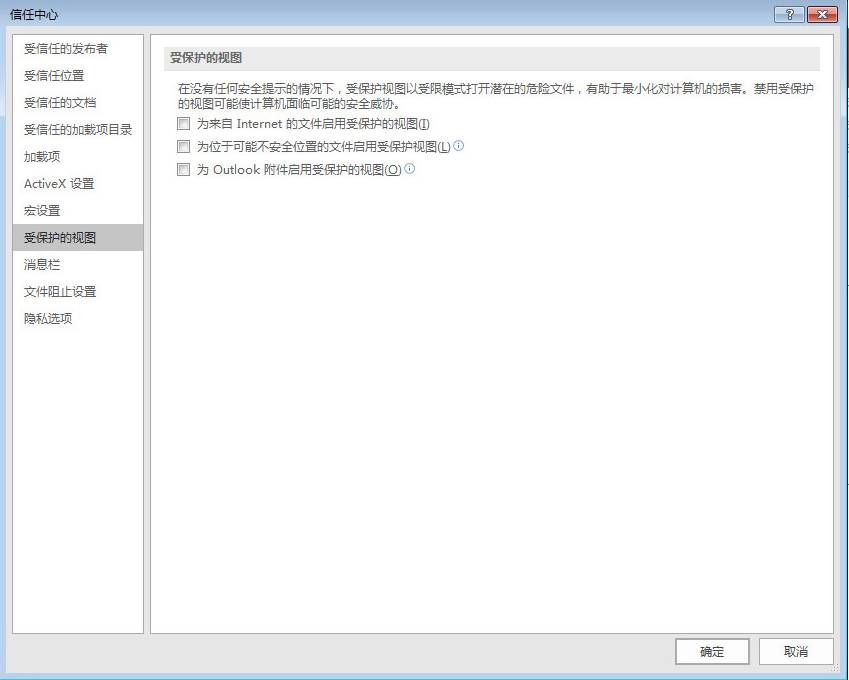 信任中心
受信任的发布者
受信任位置
受信任的文档
受信任的加载项目录
加载项
ActiveX 设置
宏设置
受保护的视图
消息栏
文件阻止设置
隐私选项
受保护的视图
在没有任何安全提示的情况下，受保护视图以受限模式打开潜在的危险文件，有助于最小化对计算机的损害。禁用受保护
的视图可能使计算机面临可能的安全威协。
为来自 Internet 的文件启用受保护的视图(I)
为位于可能不安全位置的文件启用受保护视图(L)
为 Outlook 附件启用受保护的视图(O)
确定
取消